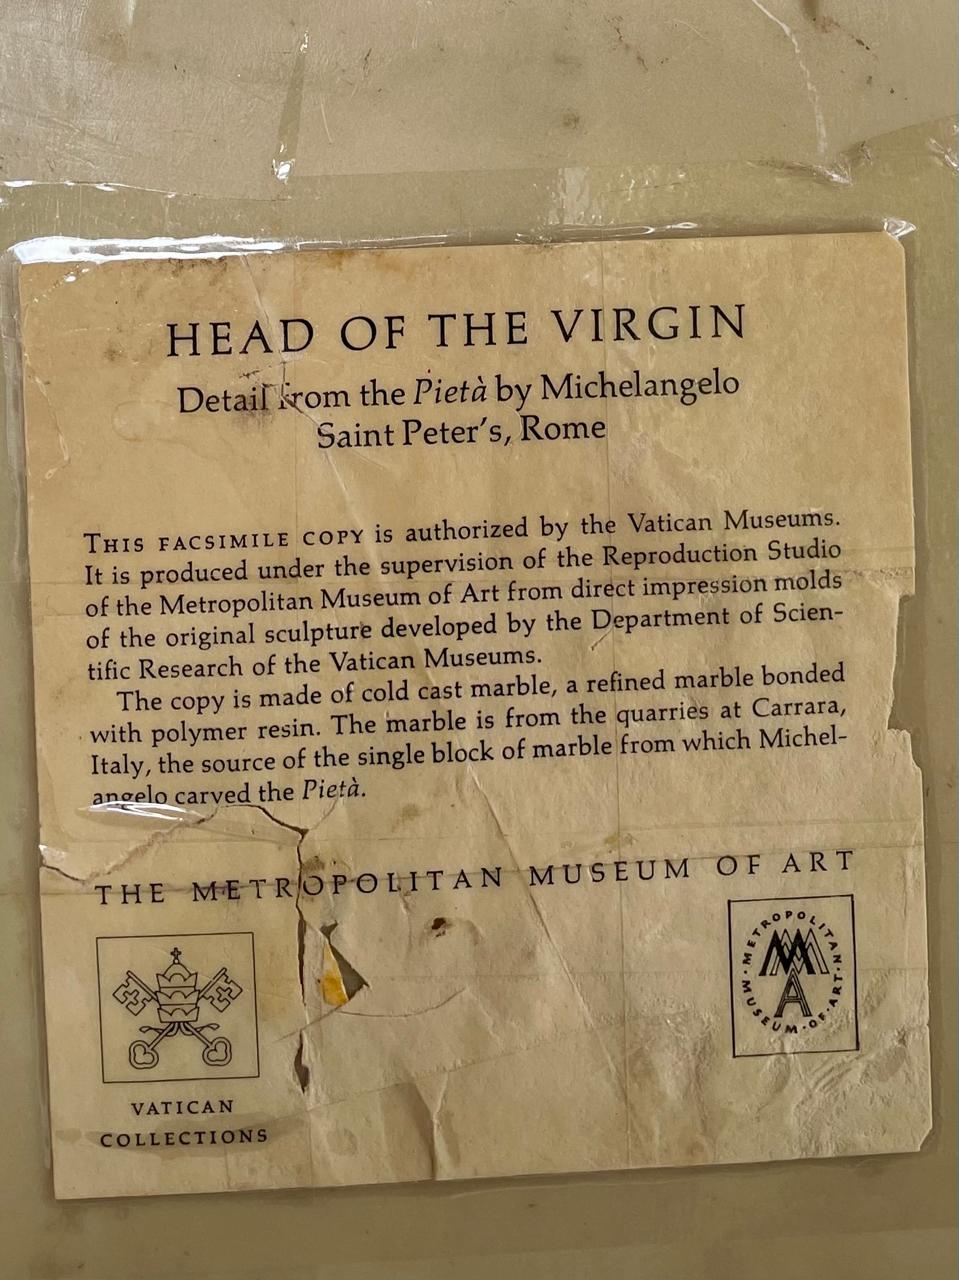 HEAD OF THE VIRGIN
Detail from the Pietà by Michelangelo
Saint Peter's, Rome
THIS FACSIMILE COPY is authorized by the Vatican Museums.
It is produced under the supervision of the Reproduction Studio
of the Metropolitan Museum of Art from direct impression molds
of the original sculpture developed by the Department of Scien-
tific Research of the Vatican Museums.
The copy is made of cold cast marble, a refined marble bonded
with polymer resin. The marble is from the quarries at Carrara,
Italy, the source of the single block of marble from which Michel-
angelo carved the Pietà.
THE METROPOLITAN MUSEUM OF ART
METROPOLITAN · MUSEUM · OF · ART ·
MMA
VATICAN
COLLECTIONS